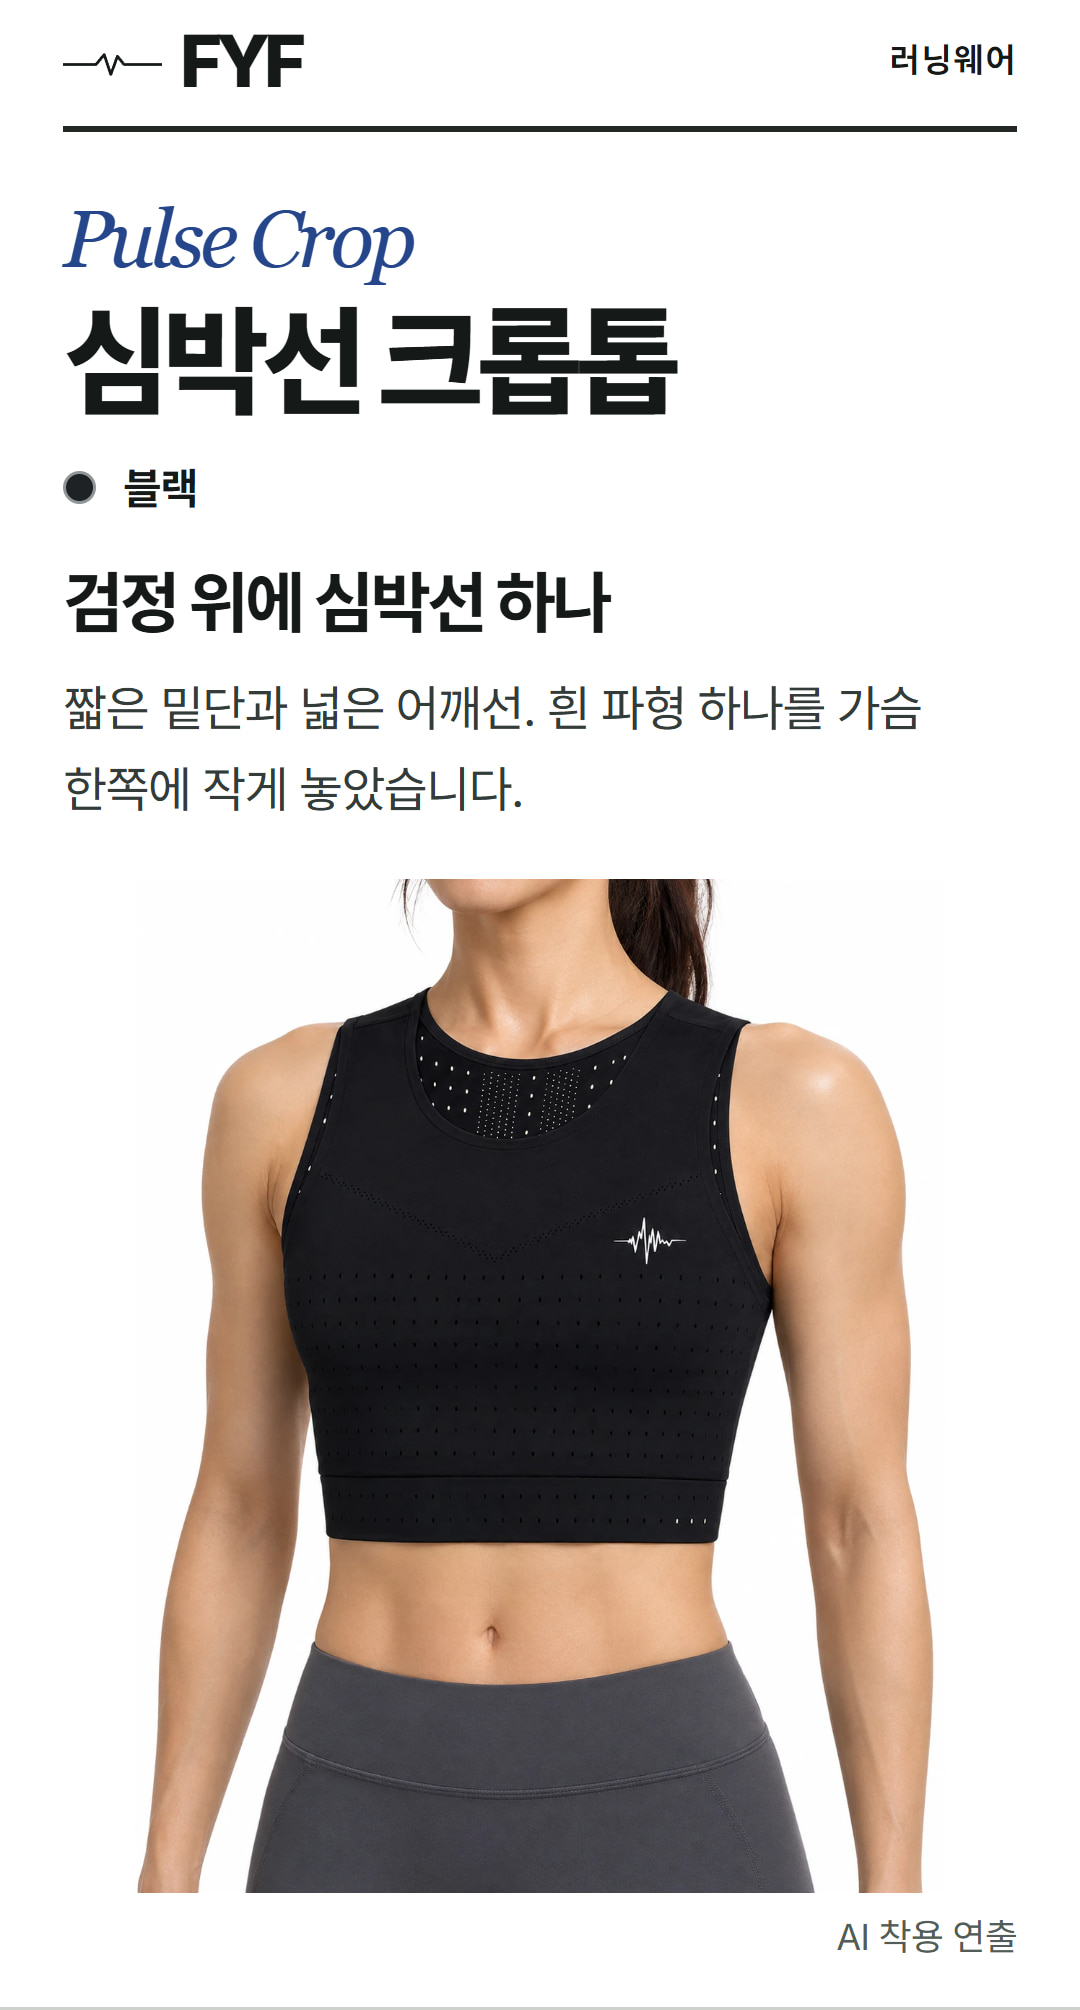 FYF
러닝웨어
Pulse Crop
심박선 크롭톱
블랙
검정 위에 심박선 하나
짧은 밑단과 넓은 어깨선. 흰 파형 하나를 가슴
한쪽에 작게 놓았습니다.
AI 착용 연출